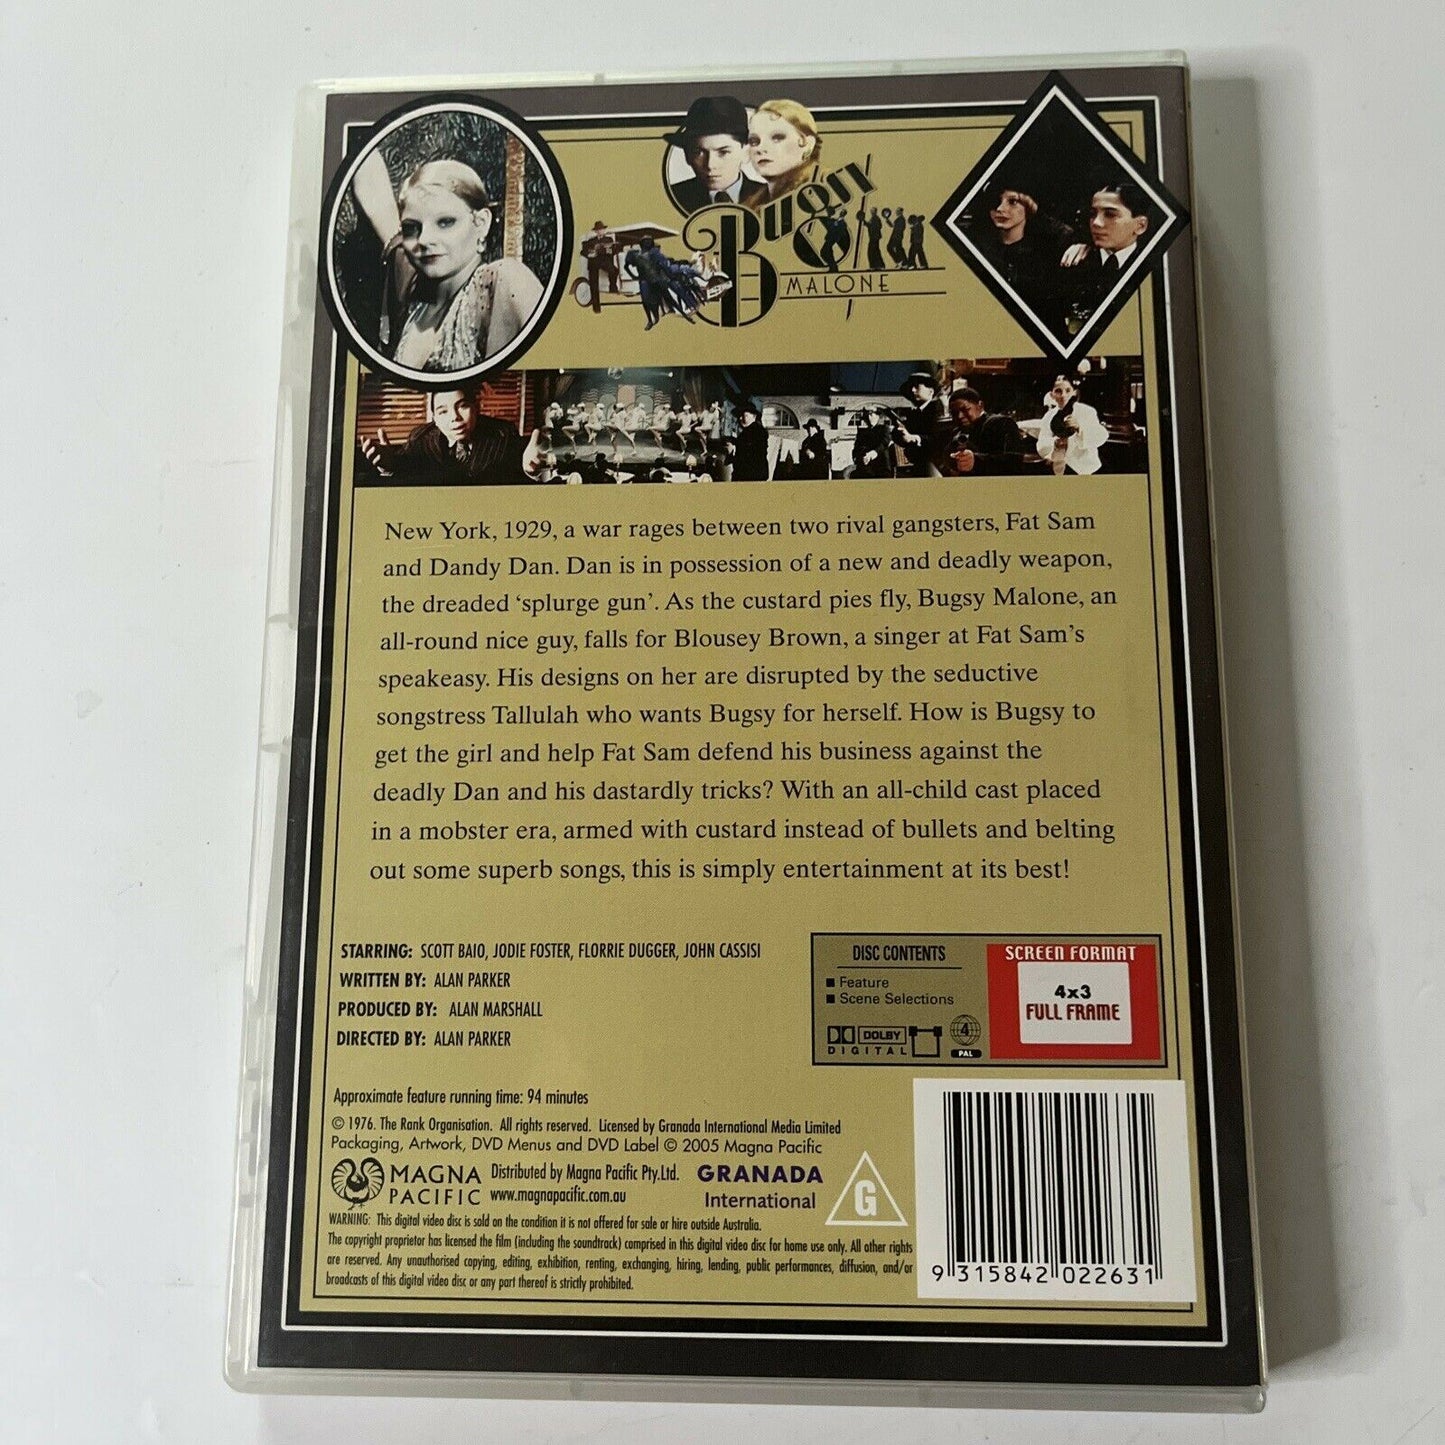 Bugsy
MALONE
New York, 1929, a war rages between two rival gangsters, Fat Sam
and Dandy Dan. Dan is in possession of a new and deadly weapon,
the dreaded ‘splurge gun’. As the custard pies fly, Bugsy Malone, an
all-round nice guy, falls for Blousey Brown, a singer at Fat Sam’s
speakeasy. His designs on her are disrupted by the seductive
songstress Tallulah who wants Bugsy for herself. How is Bugsy to
get the girl and help Fat Sam defend his business against the
deadly Dan and his dastardly tricks? With an all-child cast placed
in a mobster era, armed with custard instead of bullets and belting
out some superb songs, this is simply entertainment at its best!
STARRING: SCOTT BAIO, JODIE FOSTER, FLORRIE DUGGER, JOHN CASSISI
WRITTEN BY: ALAN PARKER
PRODUCED BY: ALAN MARSHALL
DIRECTED BY: ALAN PARKER
DISC CONTENTS
■ Feature
■ Scene Selections
DOLBY
DIGITAL
4
PAL
SCREEN FORMAT
4x3
FULL FRAME
Approximate feature running time: 94 minutes
© 1976. The Rank Organisation. All rights reserved. Licensed by Granada International Media Limited
Packaging, Artwork, DVD Menus and DVD Label © 2005 Magna Pacific
MAGNA
PACIFIC
Distributed by Magna Pacific Pty.Ltd.
www.magnapacific.com.au
GRANADA
International
G
WARNING: This digital video disc is sold on the condition it is not offered for sale or hire outside Australia.
The copyright proprietor has licensed the film (including the soundtrack) comprised in this digital video disc for home use only. All other rights
are reserved. Any unauthorised copying, editing, exhibition, renting, exchanging, hiring, lending, public performances, diffusion, and/or
broadcasts of this digital video disc or any part thereof is strictly prohibited.
9 315842 022631